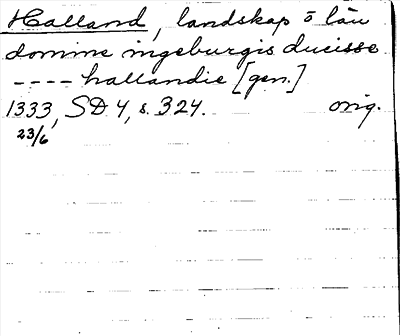 Halland, landskap o län
domine ingeburgis ducisse
---- hallandie [gen.]
1333, SD 4, s. 324. orig.
23/6